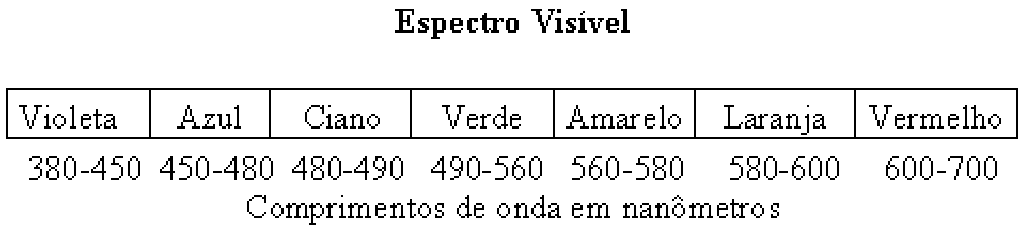 Espectro Visível
Violeta Azul Ciano Verde Amarelo Laranja Vermelho
380-450 450-480 480-490 490-560 560-580 580-600 600-700
Comprimentos de onda em nanômetros